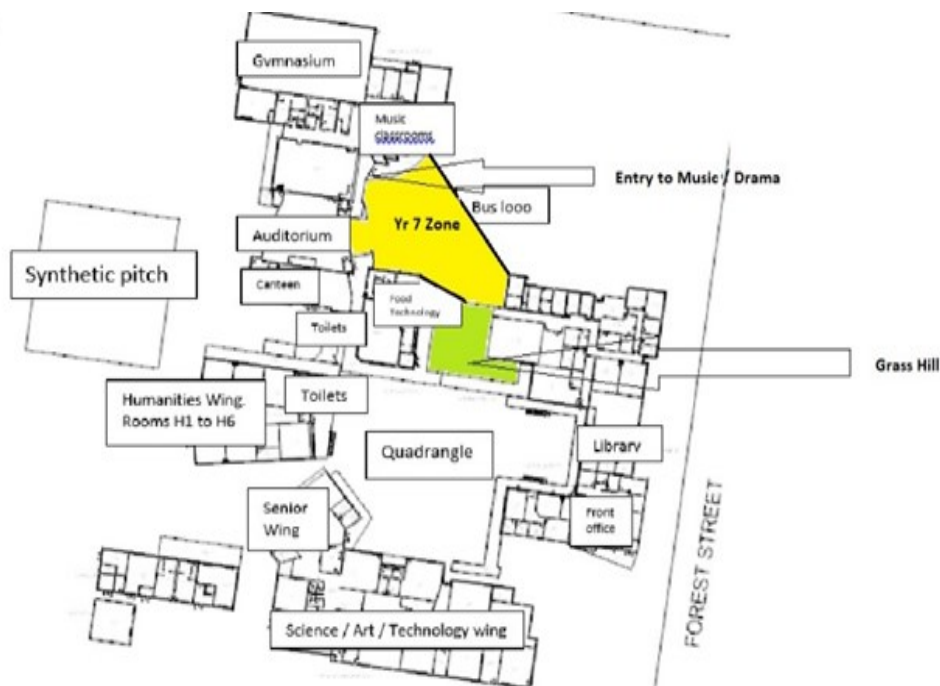 Gymnasium
Music
classrooms.
Entry to Music / Drama
Bus looo
Yr 7 Zone
Auditorium
Synthetic pitch
Canteen
Food
Technology
Toilets
Grass Hill
Humanities Wing.
Rooms H1 to H6
Toilets
Quadrangle
Library
Senior
Wing
Front
office
FOREST STREET
Science / Art / Technology wing